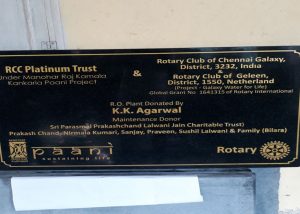 RCC Platinum Trust
Under Manohar Raj Kamala
Kankaria Paani Project
&
Rotary Club of Chennai Galaxy,
District, 3232, India
&
Rotary Club of Geleen,
District, 1550, Netherland
(Project - Galaxy Water for Life)
Global Grant No 1641315 of Rotary International
R.O. Plant Donated By
K.K. Agarwal
Maintenance Donor
Sri Parasmal Prakashchand Lalwani Jain Charitable Trust)
Prakash Chand, Nirmala Kumari, Sanjay, Praveen, Sushil Lalwani & Family (Bilara)
paani
sustaining life
Rotary